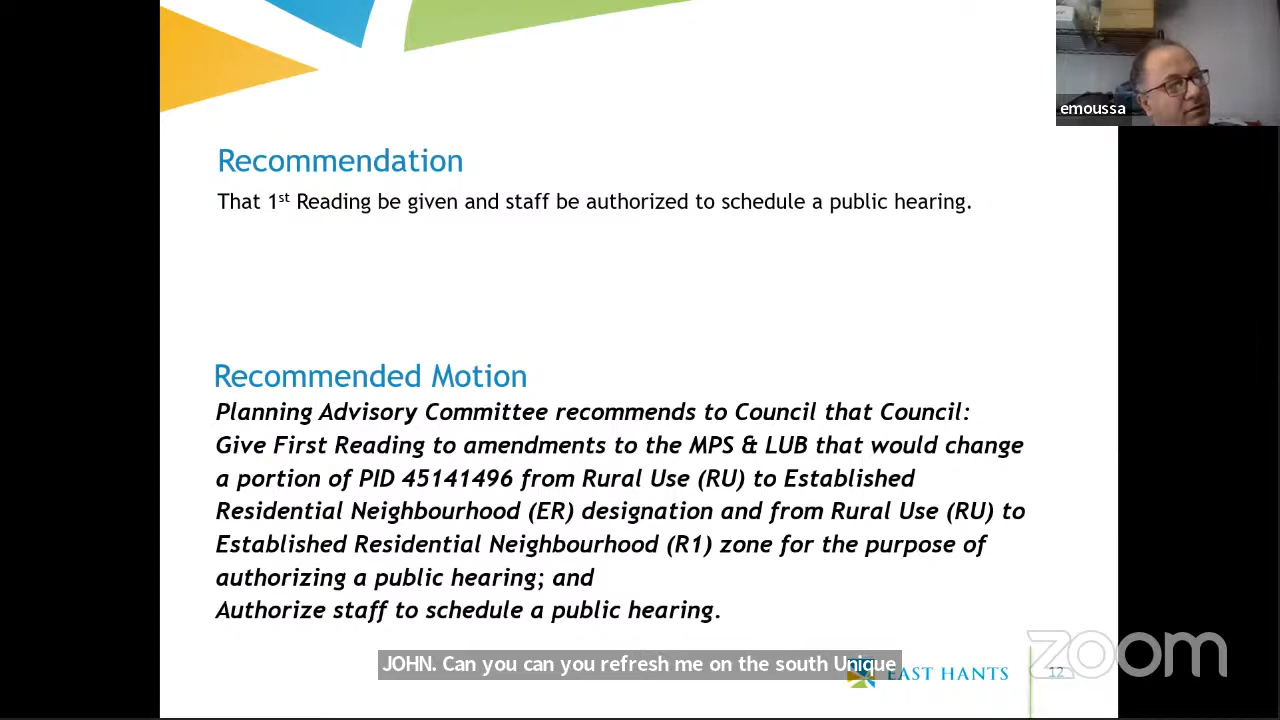 emoussa
Recommendation
That 1st Reading be given and staff be authorized to schedule a public hearing.
Recommended Motion
Planning Advisory Committee recommends to Council that Council:
Give First Reading to amendments to the MPS & LUB that would change
a portion of PID 45141496 from Rural Use (RU) to Established
Residential Neighbourhood (ER) designation and from Rural Use (RU) to
Established Residential Neighbourhood (R1) zone for the purpose of
authorizing a public hearing; and
Authorize staff to schedule a public hearing.
JOHN. Can you can you refresh me on the south Unique
EAST HANTS
12
zoom